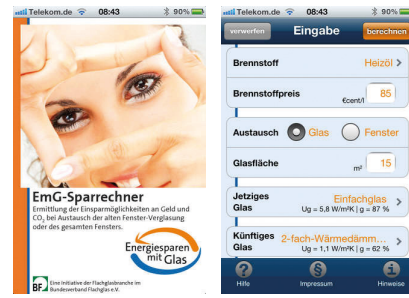 Telekom.de 08:43 90%
EmG-Sparrechner
Ermittlung der Einsparmöglichkeiten an Geld und
CO₂ bei Austausch der alten Fenster-Verglasung
oder des gesamten Fensters.
Energiesparen
mit Glas
BF
Eine Initiative der Flachglasbranche im
Bundesverband Flachglas e.V.
Telekom.de 08:43 90%
verwerfen Eingabe berechnen
Brennstoff Heizöl >
Brennstoffpreis €cent/l 85
Austausch Glas Fenster
Glasfläche m² 15
Jetziges Glas Einfachglas >
Ug = 5,8 W/m²K | g = 87 %
Künftiges Glas 2-fach-Wärmedämm... >
Ug = 1,1 W/m²K | g = 62 %
Hilfe Impressum Hinweise